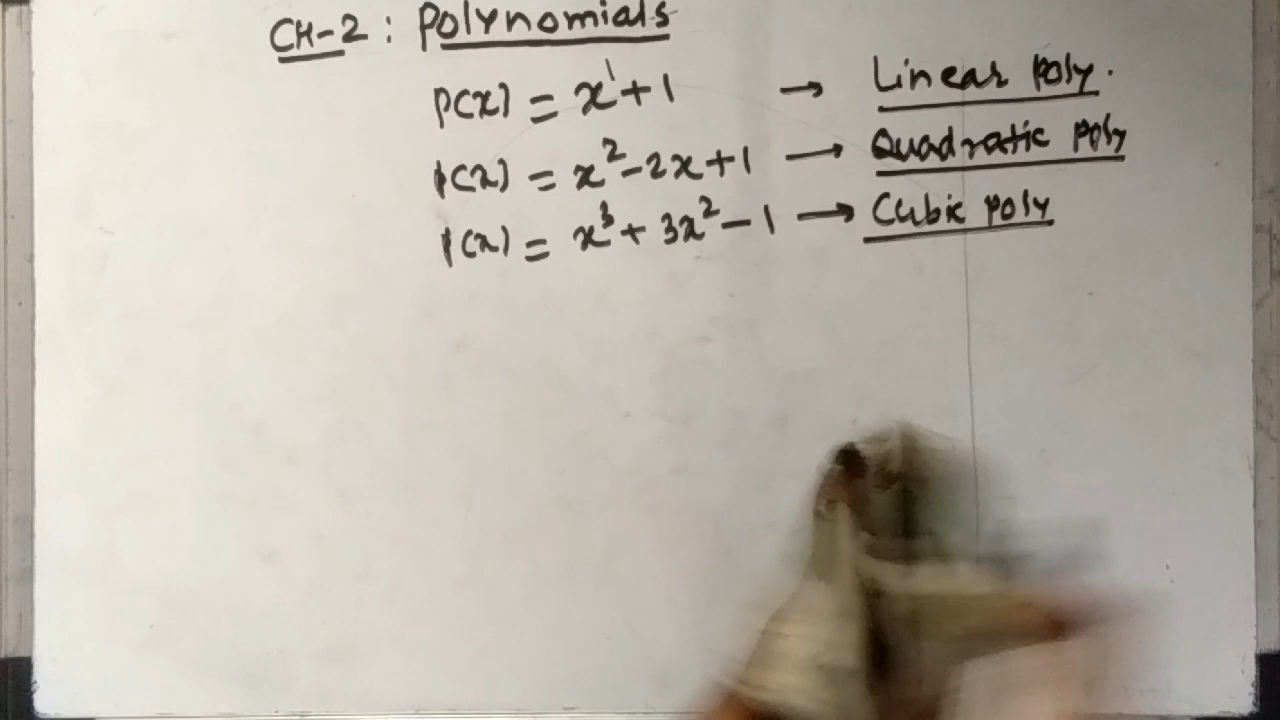 CH-2 : Polynomials
p(x) = x¹+1 → Linear poly.
p(x) = x²-2x+1 → Quadratic poly
p(x) = x³+3x²-1 → Cubic poly